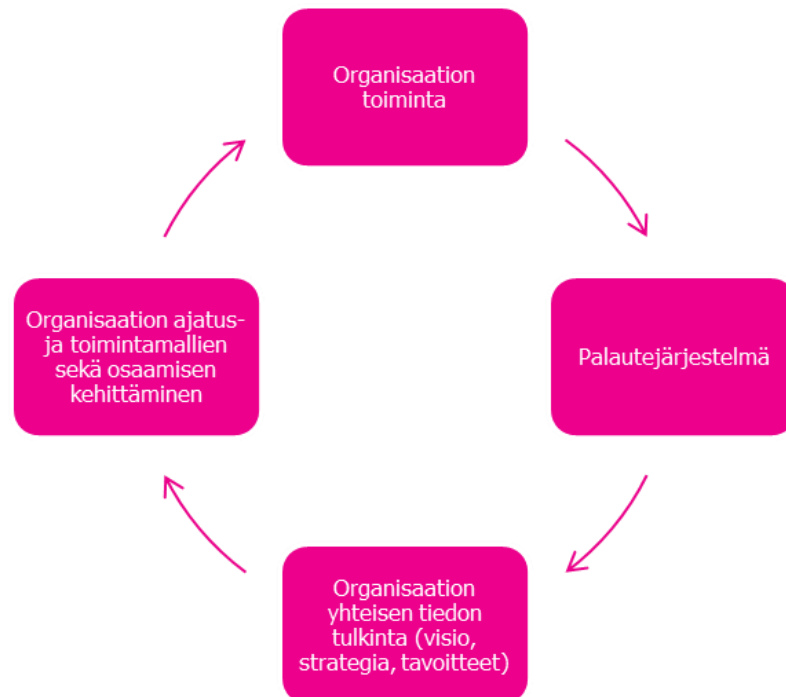 Organisaation
toiminta
Palautejärjestelmä
Organisaation
yhteisen tiedon
tulkinta (visio,
strategia, tavoitteet)
Organisaation ajatus-
ja toimintamallien
sekä osaamisen
kehittäminen